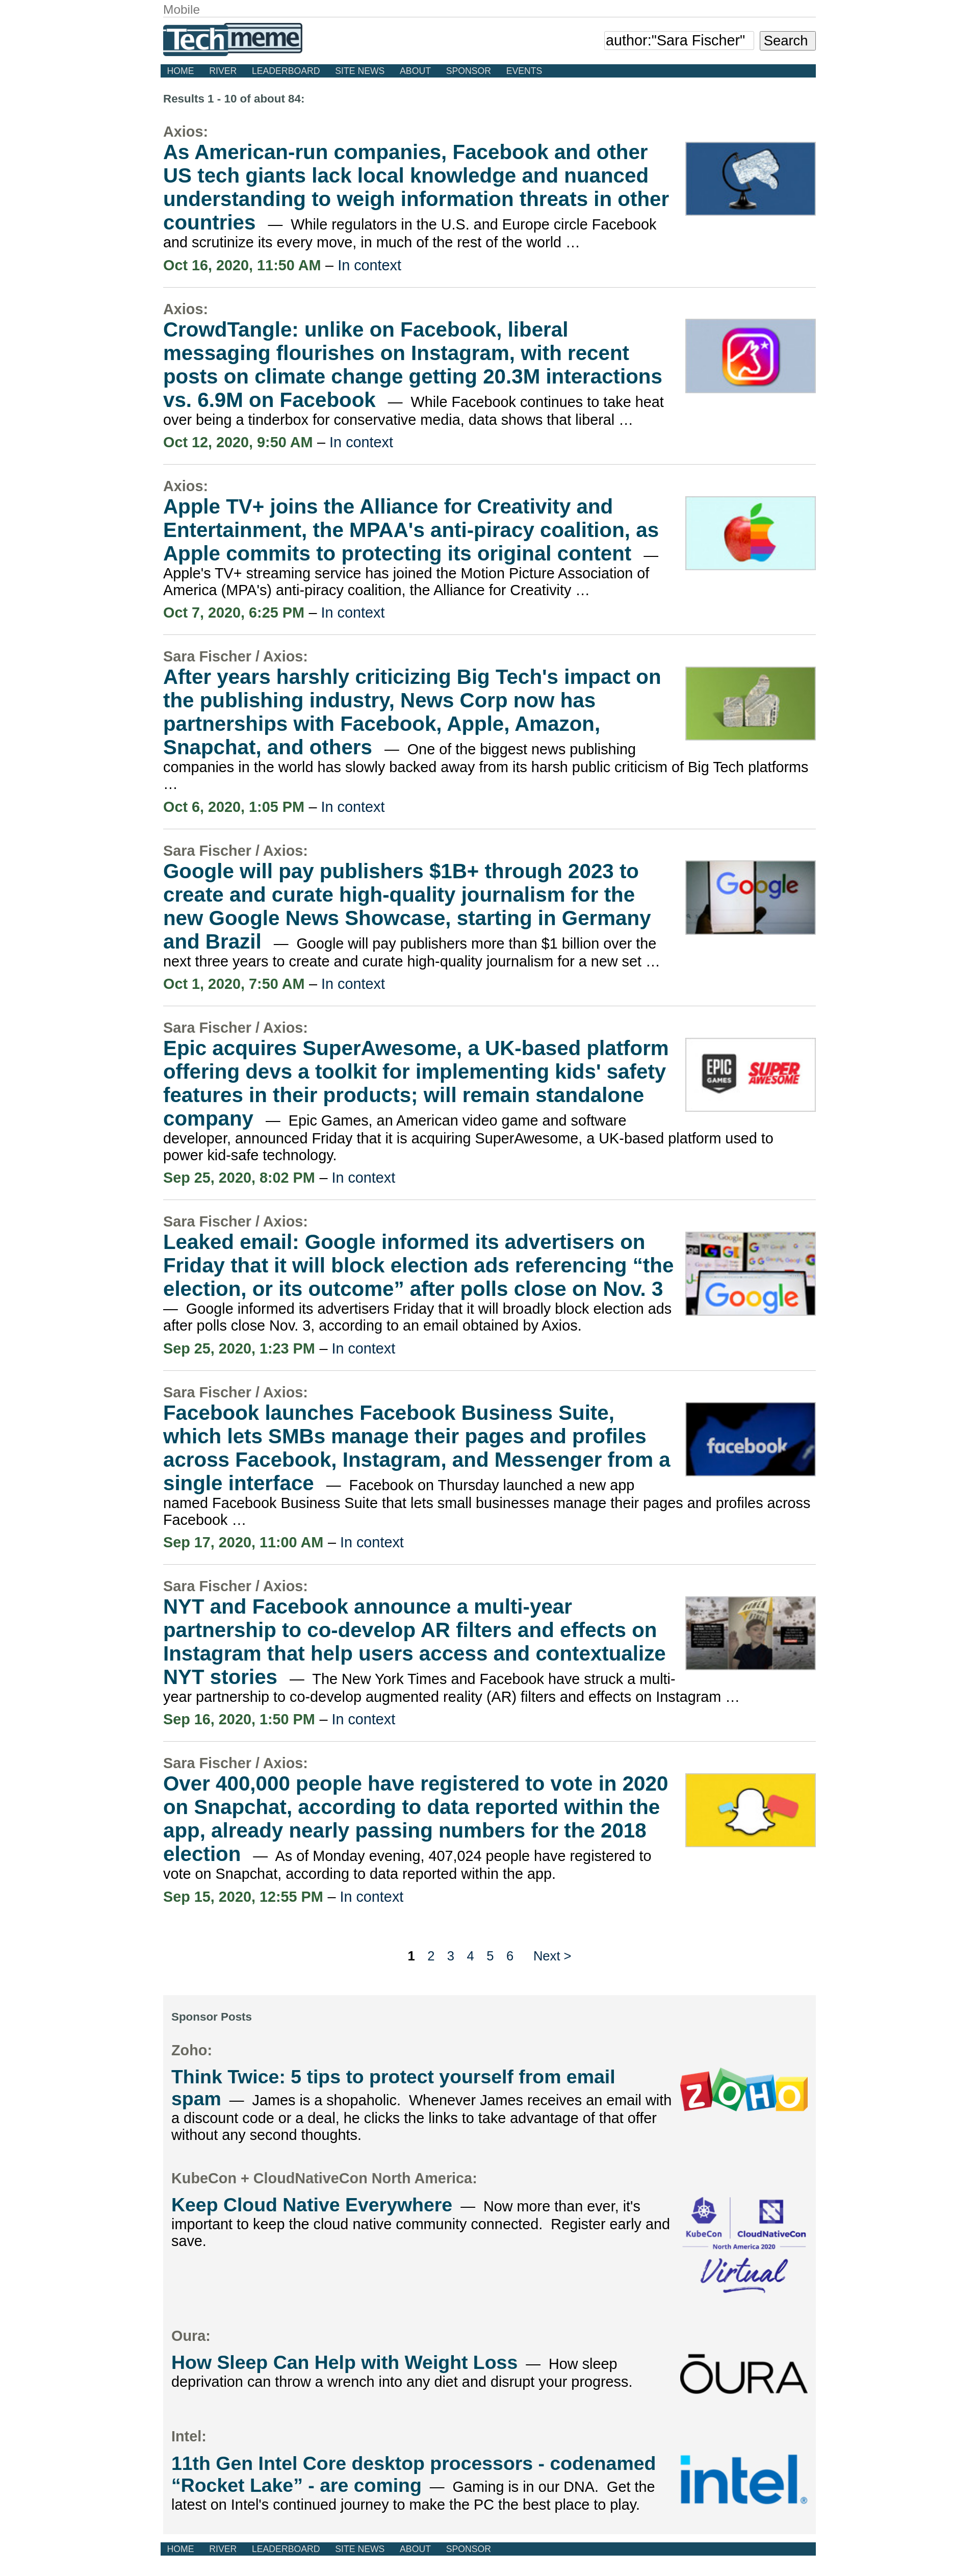 Mobile
Techmeme
author:"Sara Fischer"
Search
HOME RIVER LEADERBOARD SITE NEWS ABOUT SPONSOR EVENTS
Results 1 - 10 of about 84:
Axios:
As American-run companies, Facebook and other
US tech giants lack local knowledge and nuanced
understanding to weigh information threats in other
countries — While regulators in the U.S. and Europe circle Facebook
and scrutinize its every move, in much of the rest of the world …
Oct 16, 2020, 11:50 AM – In context
Axios:
CrowdTangle: unlike on Facebook, liberal
messaging flourishes on Instagram, with recent
posts on climate change getting 20.3M interactions
vs. 6.9M on Facebook — While Facebook continues to take heat
over being a tinderbox for conservative media, data shows that liberal …
Oct 12, 2020, 9:50 AM – In context
Axios:
Apple TV+ joins the Alliance for Creativity and
Entertainment, the MPAA's anti-piracy coalition, as
Apple commits to protecting its original content —
Apple's TV+ streaming service has joined the Motion Picture Association of
America (MPA's) anti-piracy coalition, the Alliance for Creativity …
Oct 7, 2020, 6:25 PM – In context
Sara Fischer / Axios:
After years harshly criticizing Big Tech's impact on
the publishing industry, News Corp now has
partnerships with Facebook, Apple, Amazon,
Snapchat, and others — One of the biggest news publishing
companies in the world has slowly backed away from its harsh public criticism of Big Tech platforms
…
Oct 6, 2020, 1:05 PM – In context
Sara Fischer / Axios:
Google will pay publishers $1B+ through 2023 to
create and curate high-quality journalism for the
new Google News Showcase, starting in Germany
and Brazil — Google will pay publishers more than $1 billion over the
next three years to create and curate high-quality journalism for a new set …
Google
Oct 1, 2020, 7:50 AM – In context
Sara Fischer / Axios:
Epic acquires SuperAwesome, a UK-based platform
offering devs a toolkit for implementing kids' safety
features in their products; will remain standalone
company — Epic Games, an American video game and software
developer, announced Friday that it is acquiring SuperAwesome, a UK-based platform used to
power kid-safe technology.
EPIC GAMES SUPER AWESOME
Sep 25, 2020, 8:02 PM – In context
Sara Fischer / Axios:
Leaked email: Google informed its advertisers on
Friday that it will block election ads referencing “the
election, or its outcome” after polls close on Nov. 3
— Google informed its advertisers Friday that it will broadly block election ads
after polls close Nov. 3, according to an email obtained by Axios.
Google
Sep 25, 2020, 1:23 PM – In context
Sara Fischer / Axios:
Facebook launches Facebook Business Suite,
which lets SMBs manage their pages and profiles
across Facebook, Instagram, and Messenger from a
single interface — Facebook on Thursday launched a new app
named Facebook Business Suite that lets small businesses manage their pages and profiles across
Facebook …
facebook
Sep 17, 2020, 11:00 AM – In context
Sara Fischer / Axios:
NYT and Facebook announce a multi-year
partnership to co-develop AR filters and effects on
Instagram that help users access and contextualize
NYT stories — The New York Times and Facebook have struck a multi-
year partnership to co-develop augmented reality (AR) filters and effects on Instagram …
Sep 16, 2020, 1:50 PM – In context
Sara Fischer / Axios:
Over 400,000 people have registered to vote in 2020
on Snapchat, according to data reported within the
app, already nearly passing numbers for the 2018
election — As of Monday evening, 407,024 people have registered to
vote on Snapchat, according to data reported within the app.
Sep 15, 2020, 12:55 PM – In context
1 2 3 4 5 6 Next >
Sponsor Posts
Zoho:
Think Twice: 5 tips to protect yourself from email
spam — James is a shopaholic. Whenever James receives an email with
a discount code or a deal, he clicks the links to take advantage of that offer
without any second thoughts.
ZOHO
KubeCon + CloudNativeCon North America:
Keep Cloud Native Everywhere — Now more than ever, it's
important to keep the cloud native community connected. Register early and
save.
KubeCon CloudNativeCon
North America 2020
Virtual
Oura:
How Sleep Can Help with Weight Loss — How sleep
deprivation can throw a wrench into any diet and disrupt your progress.
ŌURA
Intel:
11th Gen Intel Core desktop processors - codenamed
“Rocket Lake” - are coming — Gaming is in our DNA. Get the
latest on Intel's continued journey to make the PC the best place to play.
intel.®
HOME RIVER LEADERBOARD SITE NEWS ABOUT SPONSOR